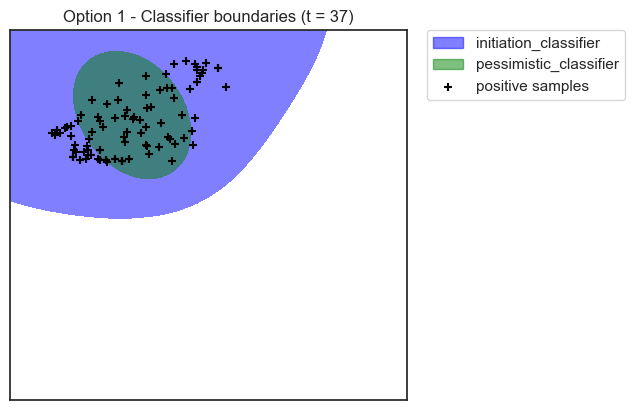 Option 1 - Classifier boundaries (t = 37)
initiation_classifier
pessimistic_classifier
positive samples